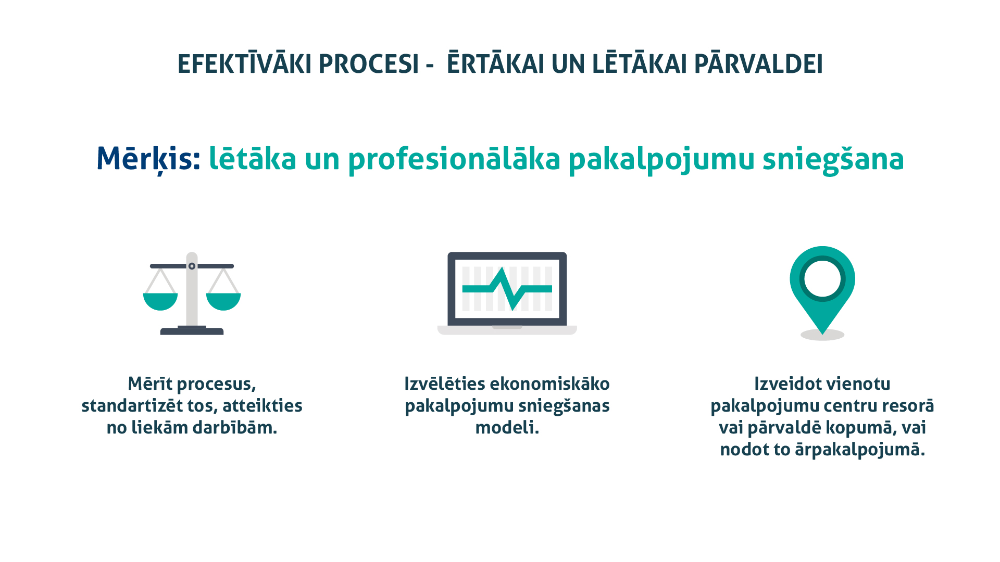 EFEKTĪVĀKI PROCESI - ĒRTĀKAI UN LĒTĀKAI PĀRVALDEI
Mērķis: lētāka un profesionālāka pakalpojumu sniegšana
Mērīt procesus,
standartizēt tos, atteikties
no liekām darbībām.
Izvēlēties ekonomiskāko
pakalpojumu sniegšanas
modeli.
Izveidot vienotu
pakalpojumu centru resorā
vai pārvaldē kopumā, vai
nodot to ārpakalpojumā.